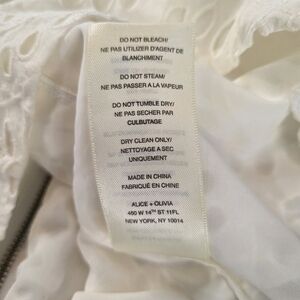 DO NOT BLEACH/
NE PAS UTILIZER D'AGENT DE
BLANCHIMENT
DO NOT STEAM/
NE PAS PASSER A LA VAPEUR
DO NOT TUMBLE DRY/
NE PAS SECHER PAR
CULBUTAGE
DRY CLEAN ONLY/
NETTOYAGE A SEC
UNIQUEMENT
MADE IN CHINA
FABRIQUÉ EN CHINE
ALICE + OLIVIA
450 W 14TH ST 11FL
NEW YORK, NY 10014